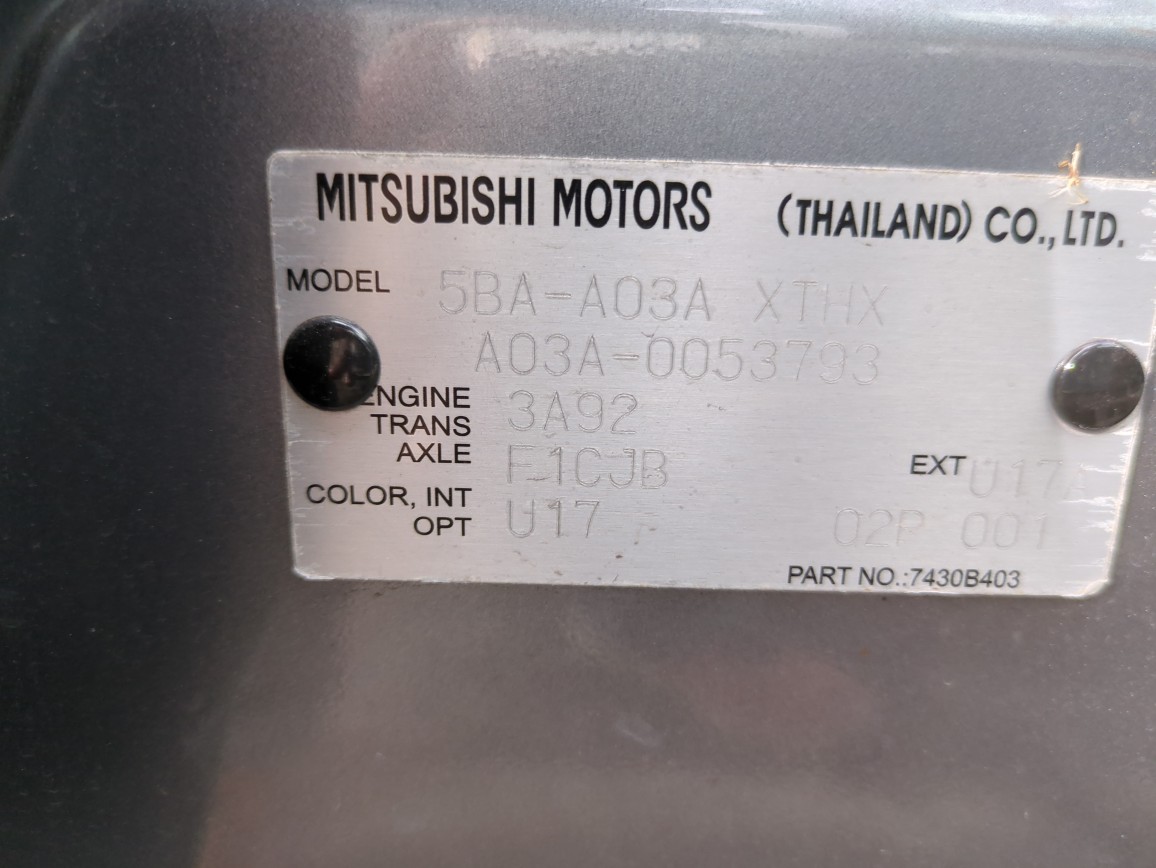 MITSUBISHI MOTORS (THAILAND) CO., LTD.
MODEL 5BA-A03A XTHX
A03A-0053793
ENGINE 3A92
TRANS
AXLE F1CJB EXT U17
COLOR, INT
OPT U17 02P 001
PART NO.:7430B403